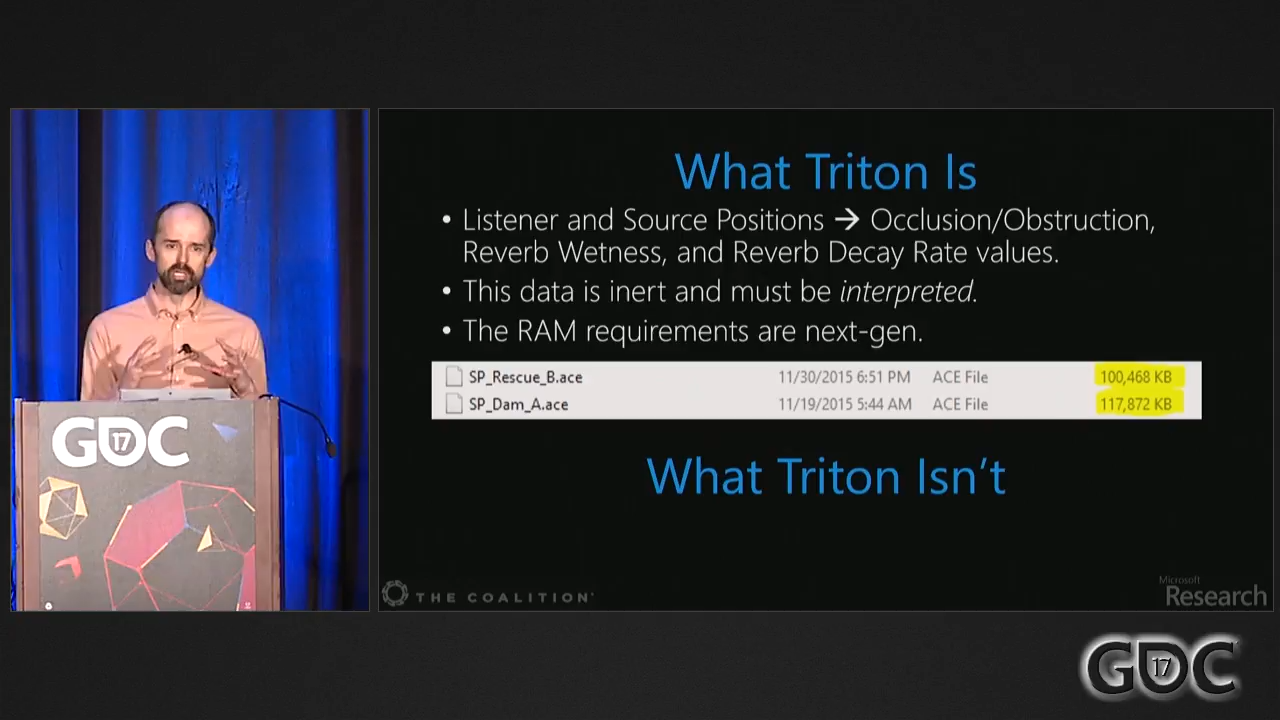 What Triton Is
• Listener and Source Positions → Occlusion/Obstruction,
Reverb Wetness, and Reverb Decay Rate values.
• This data is inert and must be interpreted.
• The RAM requirements are next-gen.
SP_Rescue_B.ace 11/30/2015 6:51 PM ACE File 100,468 KB
SP_Dam_A.ace 11/19/2015 5:44 AM ACE File 117,872 KB
What Triton Isn't
THE COALITION
Microsoft
Research
GDC 17
GDC 17